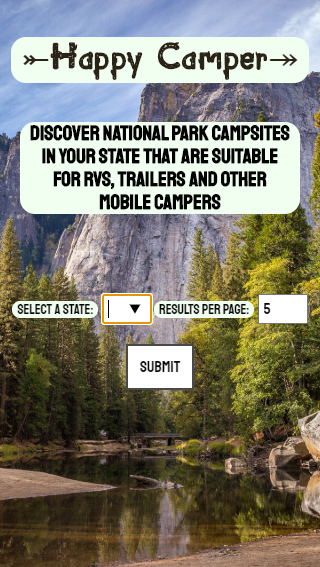 Happy Camper
DISCOVER NATIONAL PARK CAMPSITES
IN YOUR STATE THAT ARE SUITABLE
FOR RVS, TRAILERS AND OTHER
MOBILE CAMPERS
SELECT A STATE: RESULTS PER PAGE: 5
SUBMIT